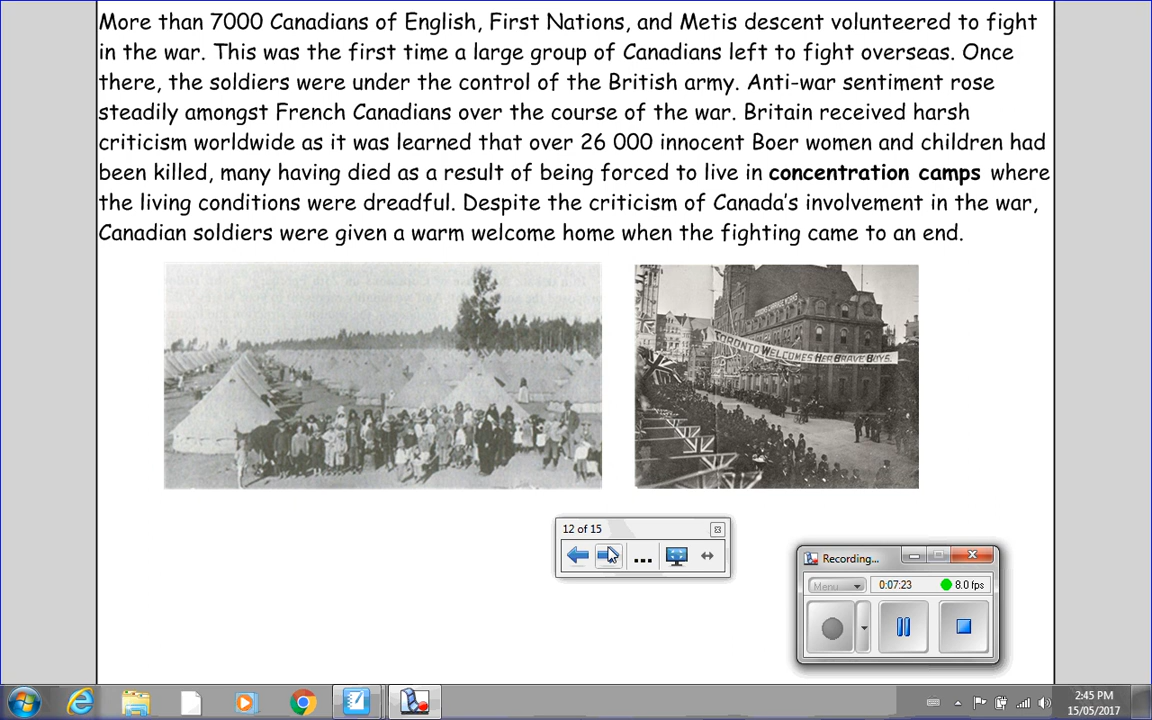 More than 7000 Canadians of English, First Nations, and Metis descent volunteered to fight
in the war. This was the first time a large group of Canadians left to fight overseas. Once
there, the soldiers were under the control of the British army. Anti-war sentiment rose
steadily amongst French Canadians over the course of the war. Britain received harsh
criticism worldwide as it was learned that over 26 000 innocent Boer women and children had
been killed, many having died as a result of being forced to live in concentration camps where
the living conditions were dreadful. Despite the criticism of Canada's involvement in the war,
Canadian soldiers were given a warm welcome home when the fighting came to an end.
TORONTO WELCOMES HER BRAVE BOYS.
12 of 15
Recording...
Menu
0:07:23
8.0 fps
2:45 PM
15/05/2017